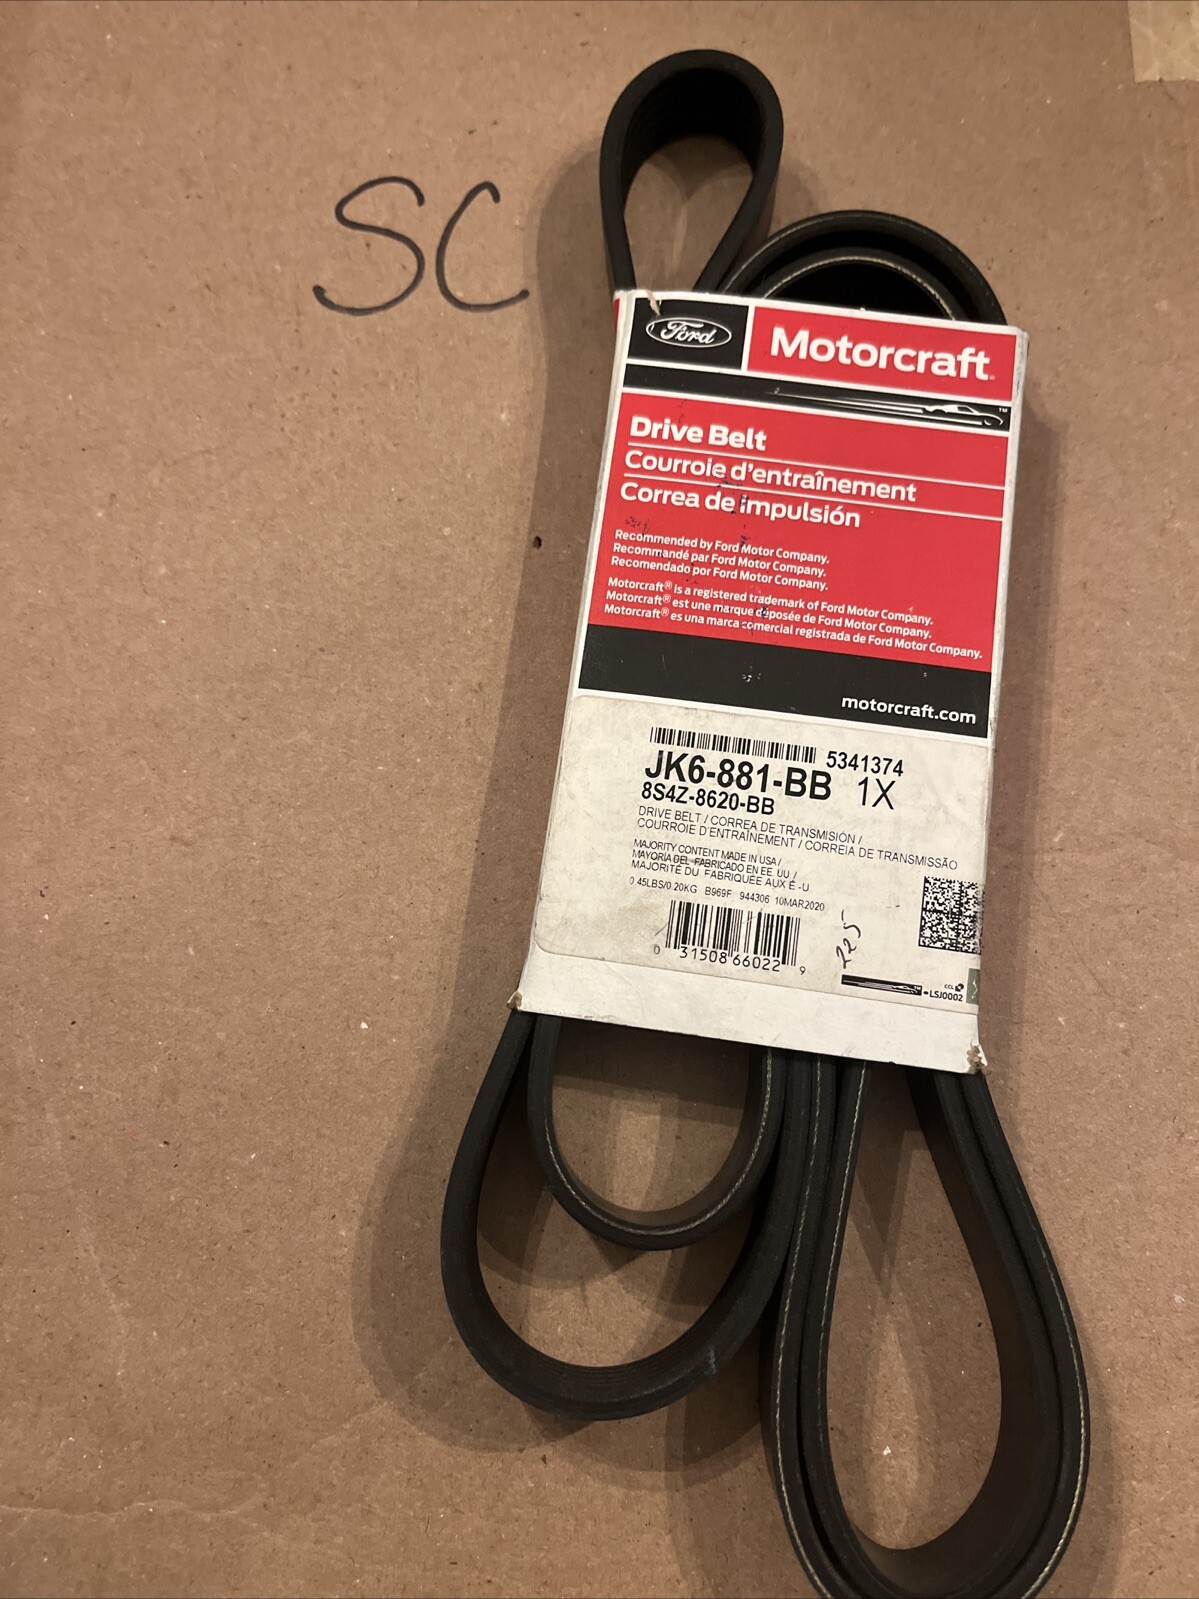 SC
Ford
Motorcraft®
™
Drive Belt
Courroie d'entraînement
Correa de impulsión
Recommended by Ford Motor Company.
Recommandé par Ford Motor Company.
Recomendado por Ford Motor Company.
Motorcraft® is a registered trademark of Ford Motor Company.
Motorcraft® est une marque déposée de Ford Motor Company.
Motorcraft® es una marca comercial registrada de Ford Motor Company.
motorcraft.com
5341374
JK6-881-BB 1X
8S4Z-8620-BB
DRIVE BELT / CORREA DE TRANSMISIÓN /
COURROIE D'ENTRAÎNEMENT / CORREIA DE TRANSMISSÃO
MAJORITY CONTENT MADE IN USA /
MAYORÍA DEL FABRICADO EN EE. UU. /
MAJORITÉ DU FABRIQUÉE AUX É-U
0.45LBS/0.20KG B969F 944306 10MAR2020
0 31508 66022 9
225
CCL
LSJ0002